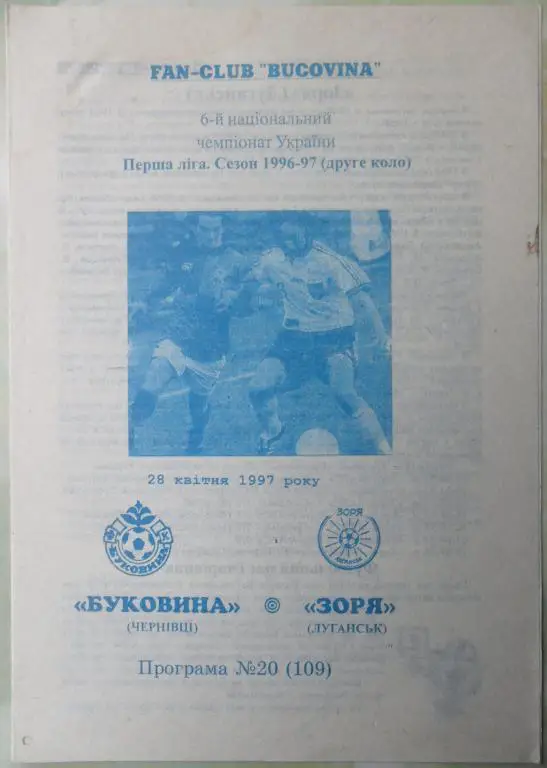 FAN-CLUB "BUCOVINA"
6-й національний
чемпіонат України
Перша ліга. Сезон 1996-97 (друге коло)
28 квітня 1997 року
БУКОВИНА
ЗОРЯ
ЛУГАНСЬК
«БУКОВИНА» «ЗОРЯ»
(ЧЕРНІВЦІ) (ЛУГАНСЬК)
Програма №20 (109)